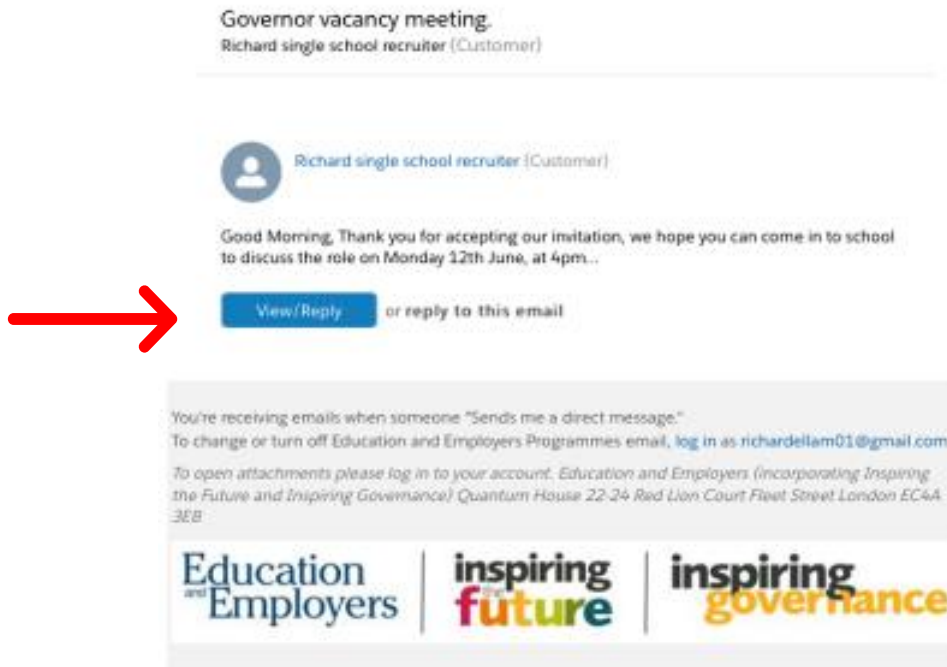 Governor vacancy meeting.
Richard single school recruiter (Customer)
Richard single school recruiter (Customer)
Good Morning, Thank you for accepting our invitation, we hope you can come in to school
to discuss the role on Monday 12th June, at 4pm...
View/Reply or reply to this email
You're receiving emails when someone "Sends me a direct message."
To change or turn off Education and Employers Programmes email, log in as richardellam01@gmail.com
To open attachments please log in to your account. Education and Employers (incorporating Inspiring
the Future and Inspiring Governance) Quantum House 22-24 Red Lion Court Fleet Street London EC4A
3EB
Education
and Employers
inspiring
the
future
inspiring
governance